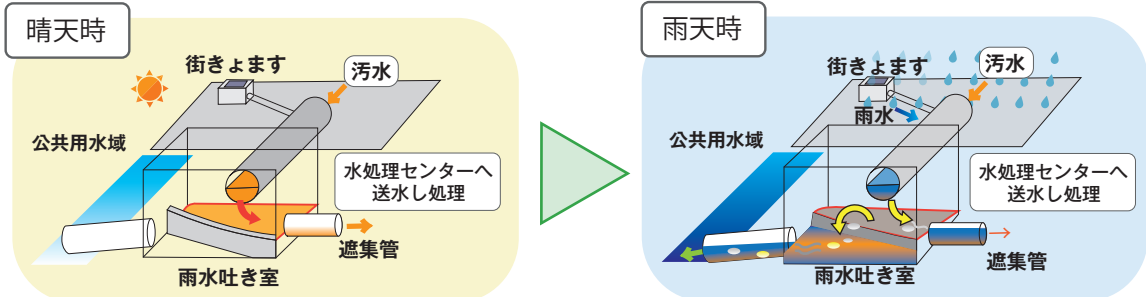 晴天時
街きょます
汚水
公共用水域
水処理センターへ
送水し処理
遮集管
雨水吐き室
雨天時
街きょます
汚水
雨水
公共用水域
水処理センターへ
送水し処理
遮集管
雨水吐き室